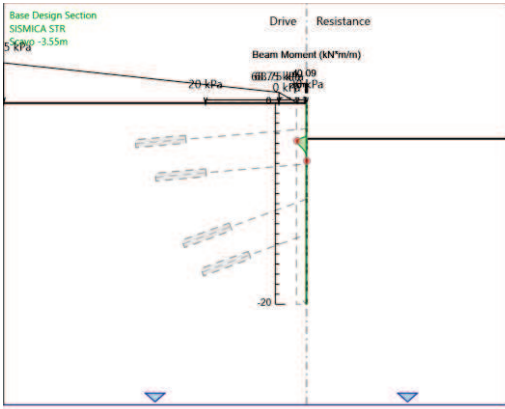 Base Design Section
SISMICA STR
Scavo -3.55m
Drive Resistance
5 kPa
Beam Moment (kN*m/m)
20 kPa
0 kPa
-20